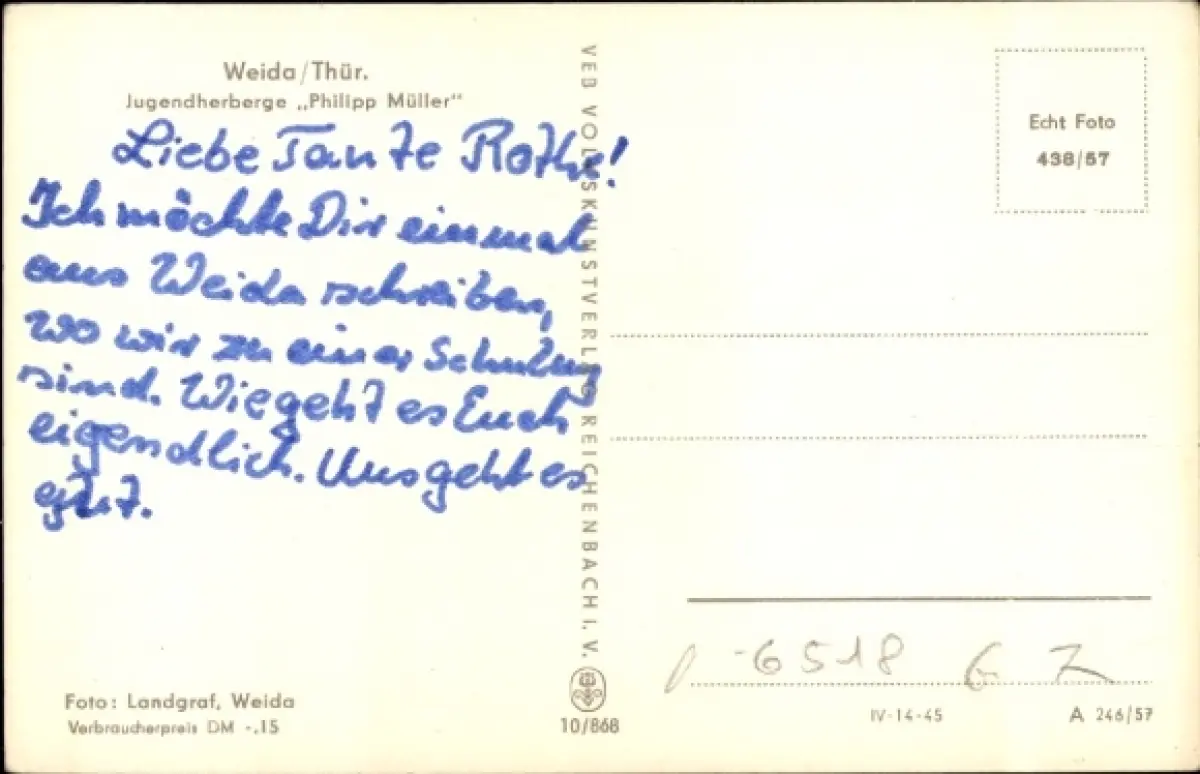 Weida/Thür.
Jugendherberge „Philipp Müller“
Liebe Tante Rothe!
Ich möchte Dir einmal
aus Weida schreiben,
wo wir zu einer Schulung
sind. Wie geht es Euch
eigendlich. Uns geht es
gut.
Foto: Landgraf, Weida
Verbraucherpreis DM -.15
VEB VOLKSKUNSTVERLAG REICHENBACH I. V.
10/868
Echt Foto
438/57
-6518 G Z
IV-14-45
A 246/57